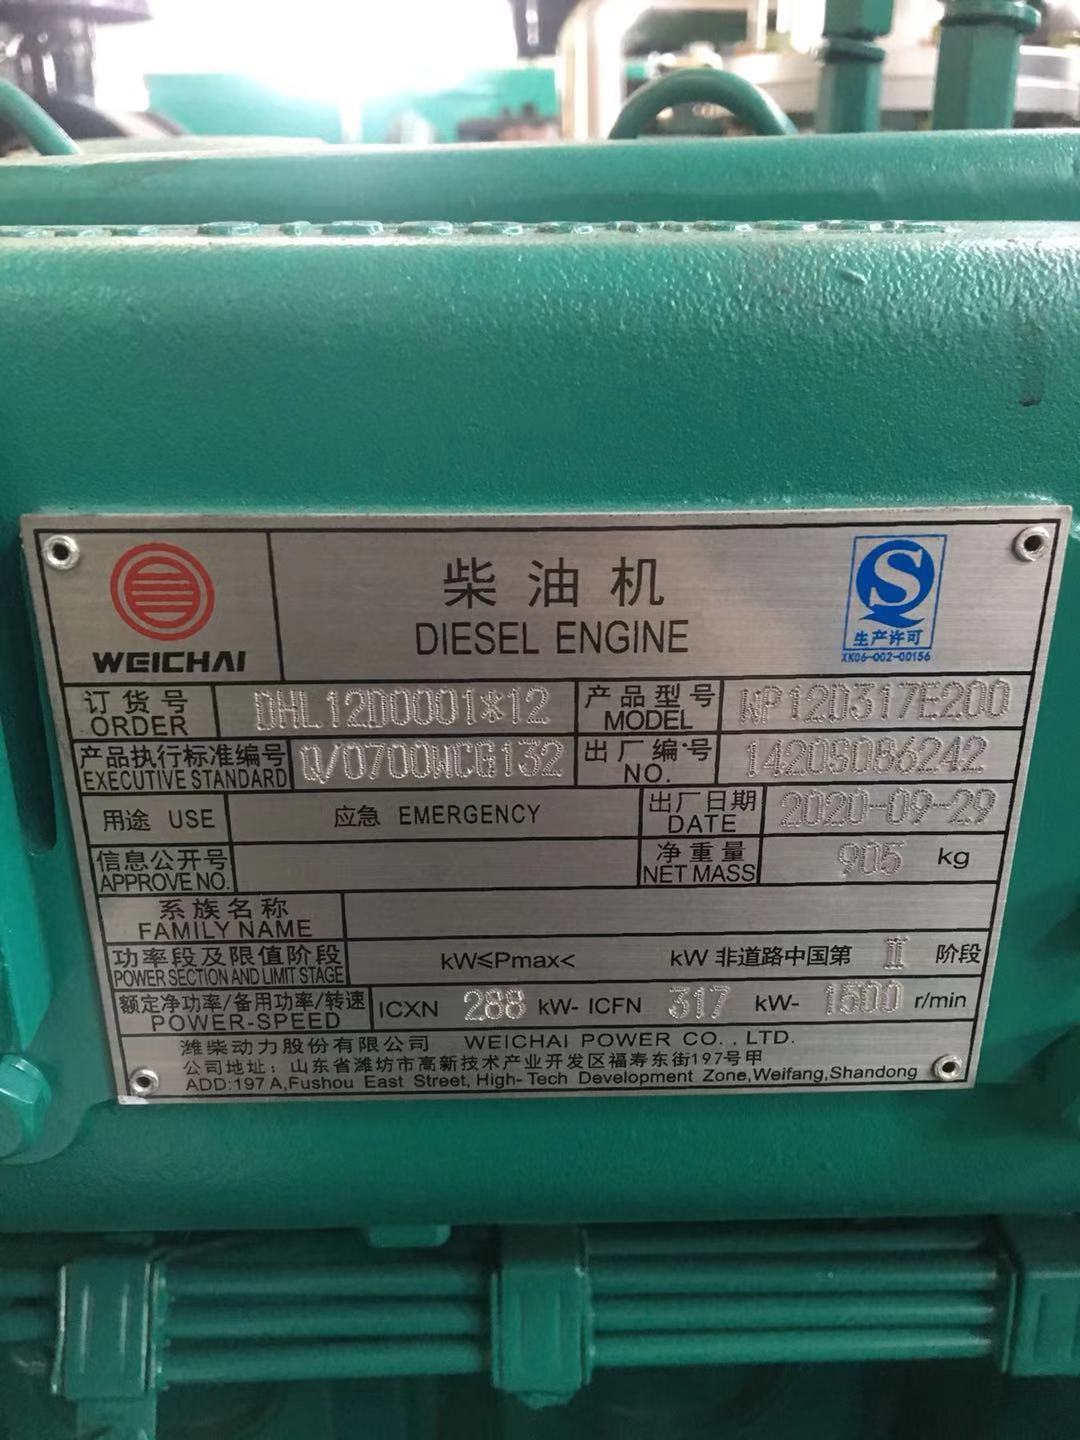 WEICHAI
柴油机
DIESEL ENGINE
S
生产许可
XK06-002-00156
订货号 DHL12D0001*12 产品型号 WP12D317E200
ORDER MODEL
产品执行标准编号 Q/0700WCG132 出厂编号 1420S086242
EXECUTIVE STANDARD NO.
用途 USE 应急 EMERGENCY 出厂日期 2020-09-29
DATE
信息公开号 净重量 905 kg
APPROVE NO. NET MASS
系族名称
FAMILY NAME
功率段及限值阶段 kW≤Pmax< kW 非道路中国第 II 阶段
POWER SECTION AND LIMIT STAGE
额定净功率/备用功率/转速 ICXN 288 kW- ICFN 317 kW- 1500 r/min
POWER-SPEED
潍柴动力股份有限公司 WEICHAI POWER CO., LTD.
公司地址: 山东省潍坊市高新技术产业开发区福寿东街197号甲
ADD:197 A,Fushou East Street, High-Tech Development Zone,Weifang,Shandong